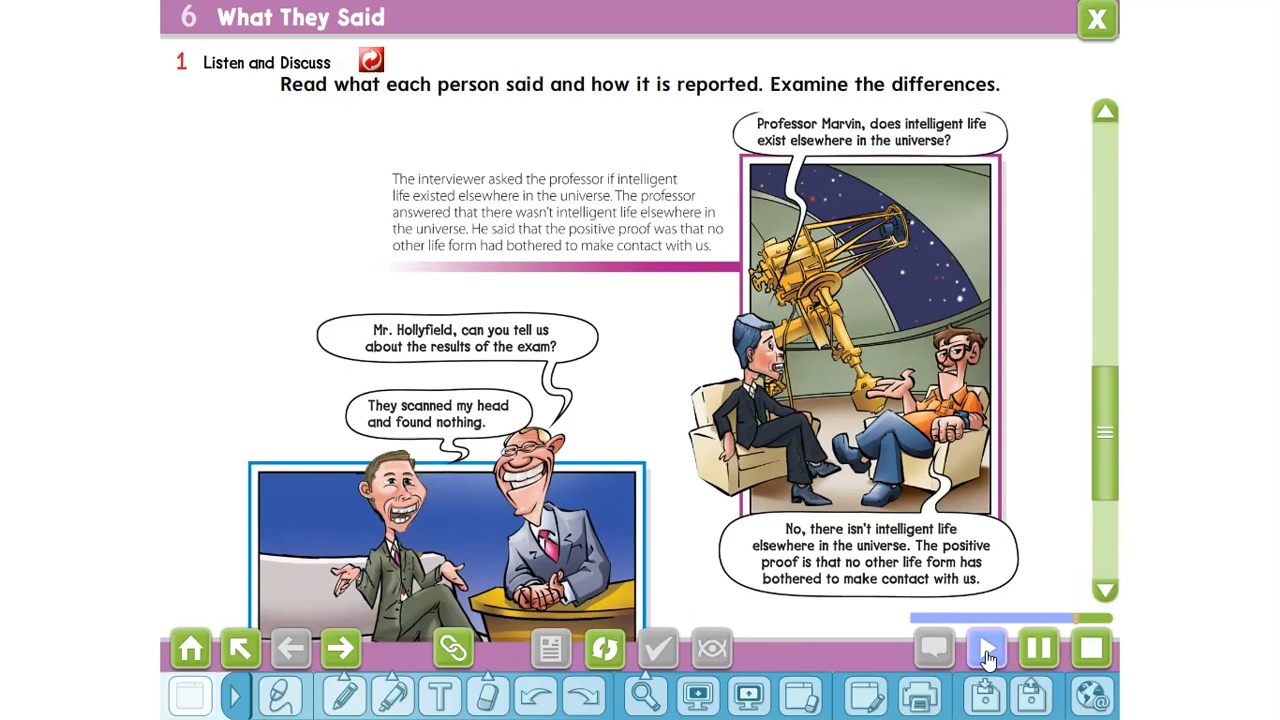 6 What They Said
X
1 Listen and Discuss
Read what each person said and how it is reported. Examine the differences.
Professor Marvin, does intelligent life
exist elsewhere in the universe?
The interviewer asked the professor if intelligent
life existed elsewhere in the universe. The professor
answered that there wasn't intelligent life elsewhere in
the universe. He said that the positive proof was that no
other life form had bothered to make contact with us.
Mr. Hollyfield, can you tell us
about the results of the exam?
They scanned my head
and found nothing.
No, there isn't intelligent life
elsewhere in the universe. The positive
proof is that no other life form has
bothered to make contact with us.
T
@